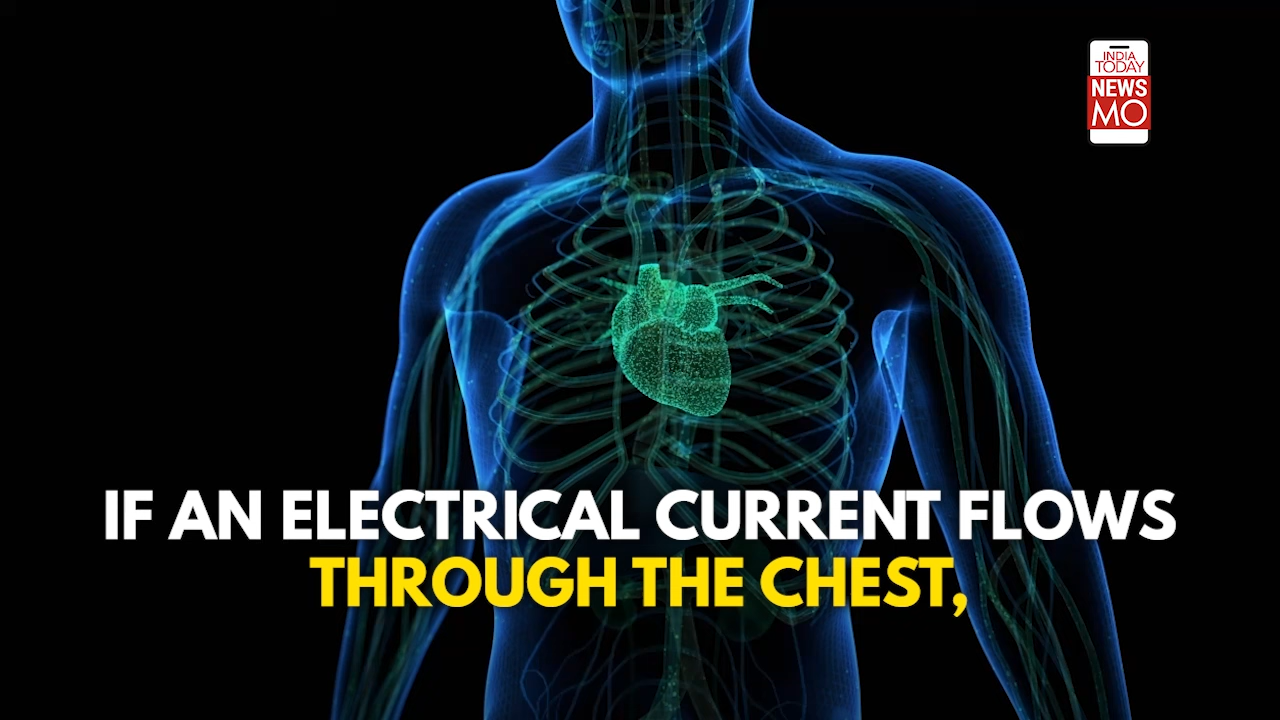 INDIA
TODAY
NEWS
MO
IF AN ELECTRICAL CURRENT FLOWS
THROUGH THE CHEST,